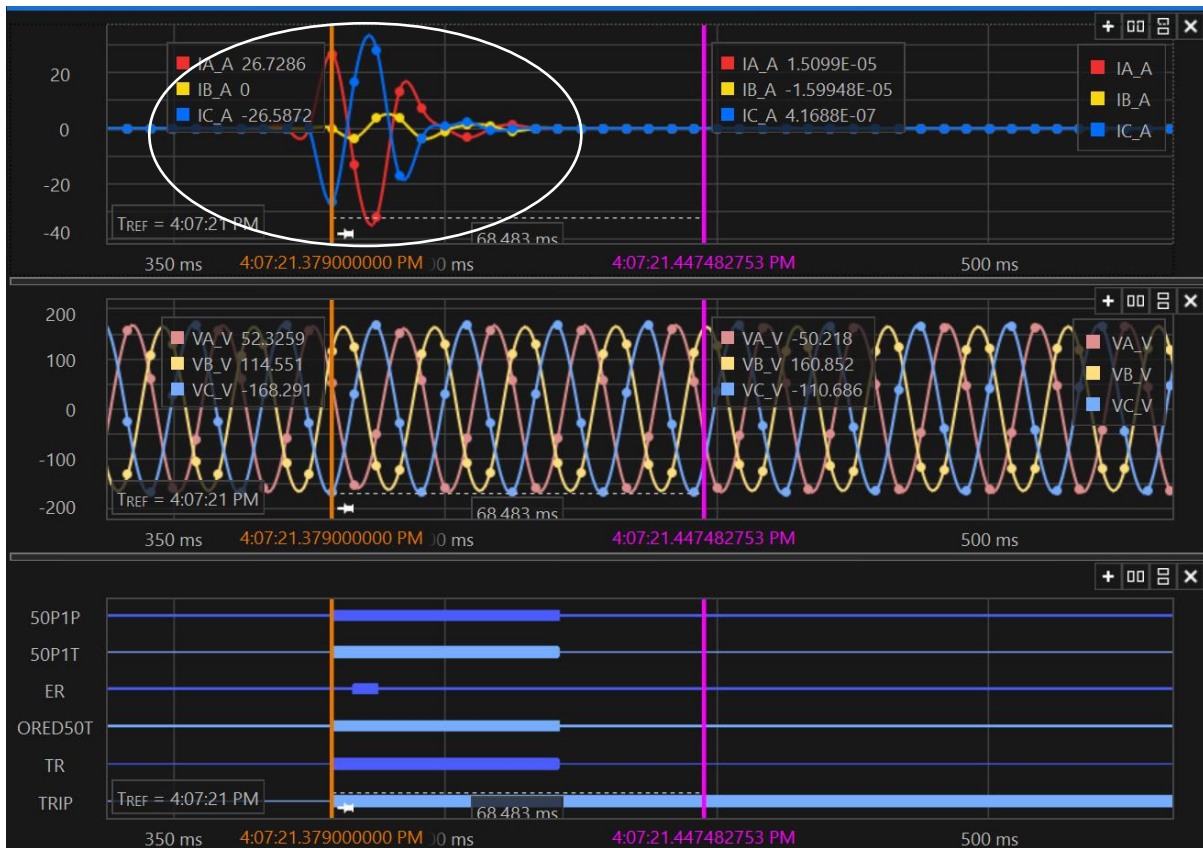 IA_A 26.7286
IB_A 0
IC_A -26.5872
IA_A 1.5099E-05
IB_A -1.59948E-05
IC_A 4.1688E-07
IA_A
IB_A
IC_A
20
0
-20
-40
TREF = 4:07:21 PM
68.483 ms
350 ms
4:07:21.379000000 PM
00 ms
4:07:21.447482753 PM
500 ms
200
100
0
-100
-200
VA_V 52.3259
VB_V 114.551
VC_V -168.291
VA_V -50.218
VB_V 160.852
VC_V -110.686
VA_V
VB_V
VC_V
TREF = 4:07:21 PM
68.483 ms
350 ms
4:07:21.379000000 PM
)0 ms
4:07:21.447482753 PM
500 ms
50P1P
50P1T
ER
ORED50T
TR
TRIP
TREF = 4:07:21 PM
68.483 ms
350 ms
4:07:21.379000000 PM
)0 ms
4:07:21.447482753 PM
500 ms